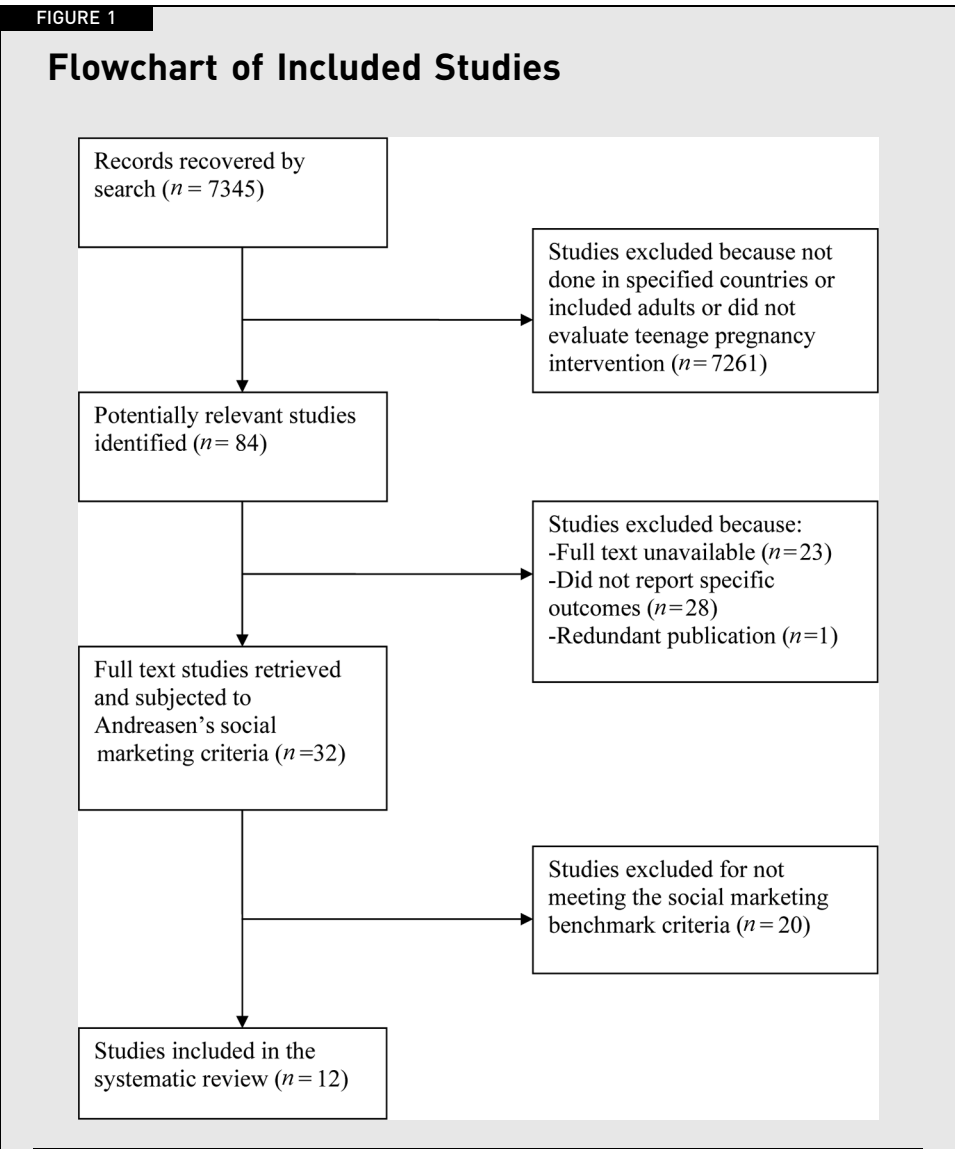 FIGURE 1
Flowchart of Included Studies
Records recovered by
search (n = 7345)
Studies excluded because not
done in specified countries or
included adults or did not
evaluate teenage pregnancy
intervention (n= 7261)
Potentially relevant studies
identified (n= 84)
Studies excluded because:
-Full text unavailable (n=23)
-Did not report specific
outcomes (n=28)
-Redundant publication (n=1)
Full text studies retrieved
and subjected to
Andreasen's social
marketing criteria (n =32)
Studies excluded for not
meeting the social marketing
benchmark criteria (n = 20)
Studies included in the
systematic review (n = 12)